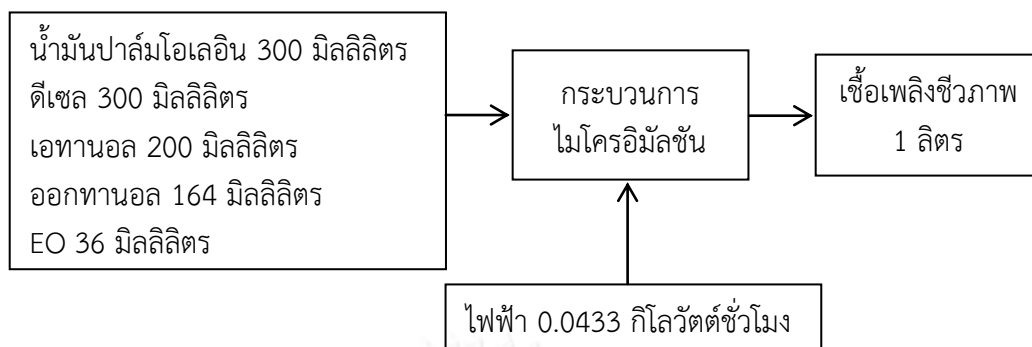 น้ำมันปาล์มโอเลอิน 300 มิลลิลิตร
ดีเซล 300 มิลลิลิตร
เอทานอล 200 มิลลิลิตร
ออกทานอล 164 มิลลิลิตร
EO 36 มิลลิลิตร
กระบวนการ
ไมโครอิมัลชัน
เชื้อเพลิงชีวภาพ
1 ลิตร
ไฟฟ้า 0.0433 กิโลวัตต์ชั่วโมง